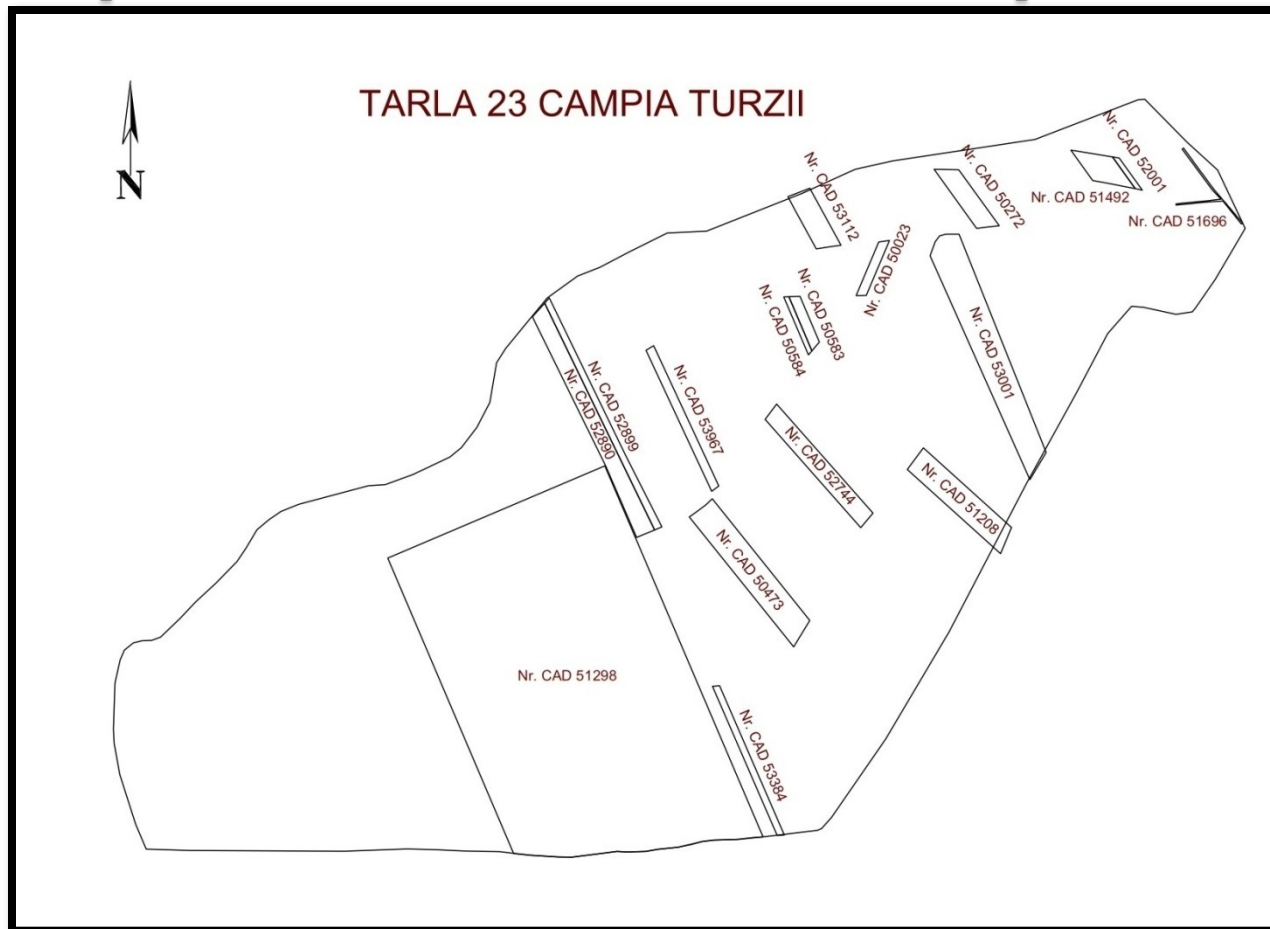 TARLA 23 CAMPIA TURZII
N
Nr. CAD 52001
Nr. CAD 50272
Nr. CAD 53112
Nr. CAD 51492
Nr. CAD 51696
Nr. CAD 50023
Nr. CAD 50583
Nr. CAD 50584
Nr. CAD 53001
Nr. CAD 52899
Nr. CAD 52890
Nr. CAD 53967
Nr. CAD 52744
Nr. CAD 51208
Nr. CAD 50473
Nr. CAD 51298
Nr. CAD 53384